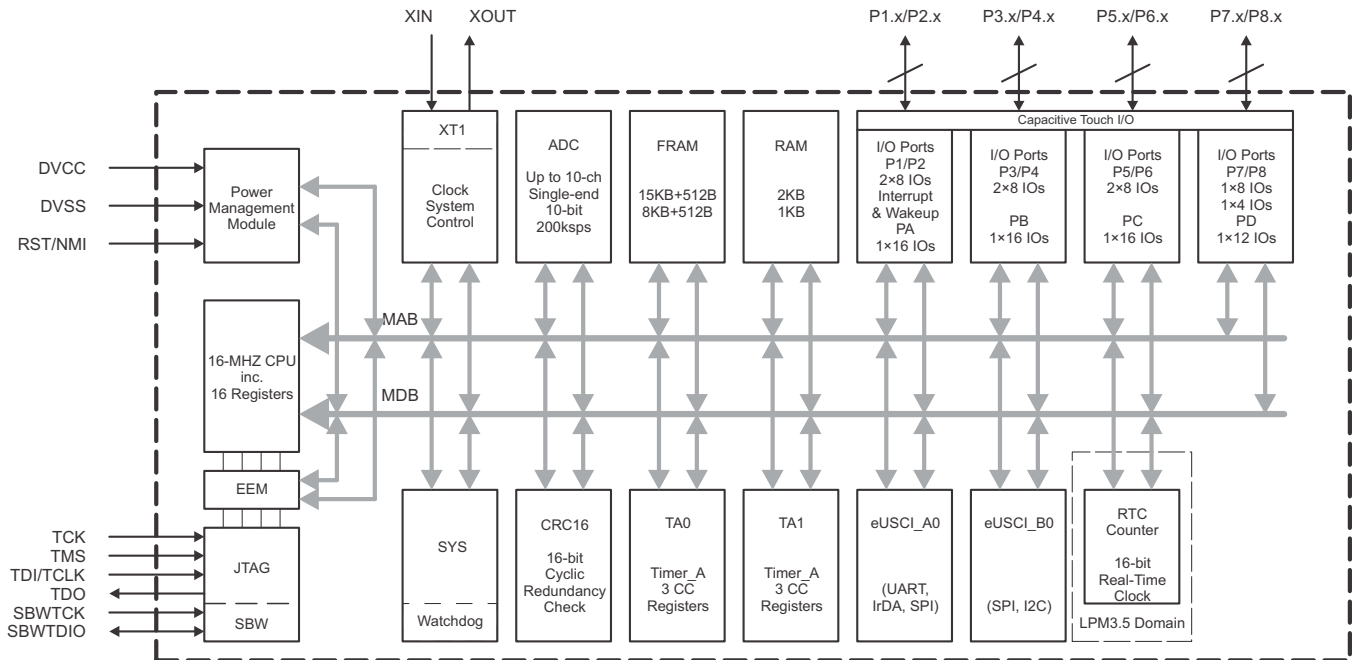 XIN
XOUT
P1.x/P2.x
P3.x/P4.x
P5.x/P6.x
P7.x/P8.x
DVCC
DVSS
RST/NMI
Power
Management
Module
XT1
Clock
System
Control
ADC
Up to 10-ch
Single-end
10-bit
200ksps
FRAM
15KB+512B
8KB+512B
RAM
2KB
1KB
Capacitive Touch I/O
I/O Ports
P1/P2
2×8 IOs
Interrupt
& Wakeup
PA
1×16 IOs
I/O Ports
P3/P4
2×8 IOs
PB
1×16 IOs
I/O Ports
P5/P6
2×8 IOs
PC
1×16 IOs
I/O Ports
P7/P8
1×8 IOs
1×4 IOs
PD
1×12 IOs
MAB
16-MHZ CPU
inc.
16 Registers
MDB
EEM
TCK
TMS
TDI/TCLK
TDO
SBWTCK
SBWTDIO
JTAG
SBW
SYS
Watchdog
CRC16
16-bit
Cyclic
Redundancy
Check
TA0
Timer_A
3 CC
Registers
TA1
Timer_A
3 CC
Registers
eUSCI_A0
(UART,
IrDA, SPI)
eUSCI_B0
(SPI, I2C)
RTC
Counter
16-bit
Real-Time
Clock
LPM3.5 Domain